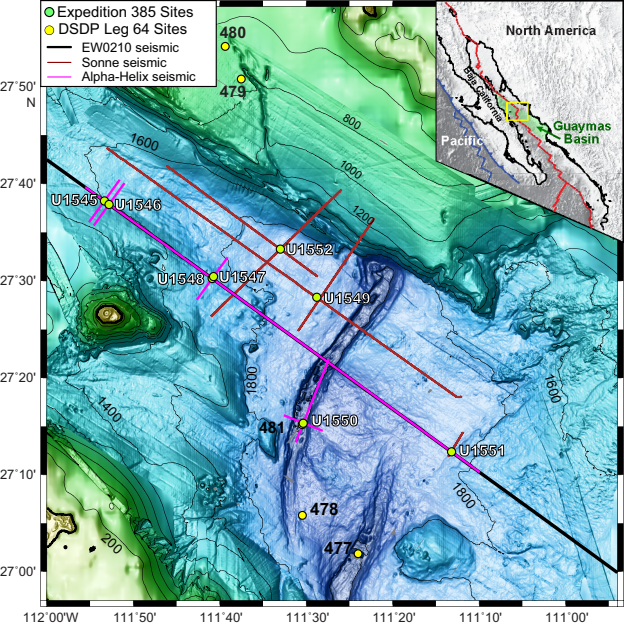 Expedition 385 Sites
DSDP Leg 64 Sites
EW0210 seismic
Sonne seismic
Alpha-Helix seismic
480
479
North America
Baja California
Pacific
Guaymas
Basin
27°50'
N
27°40'
27°30'
27°20'
27°10'
27°00'
800
1000
1200
1600
U1545
U1546
U1552
U1548
U1547
U1549
1800
1400
1600
481
U1550
U1551
1800
478
477
200
112°00'W
111°50'
111°40'
111°30'
111°20'
111°10'
111°00'